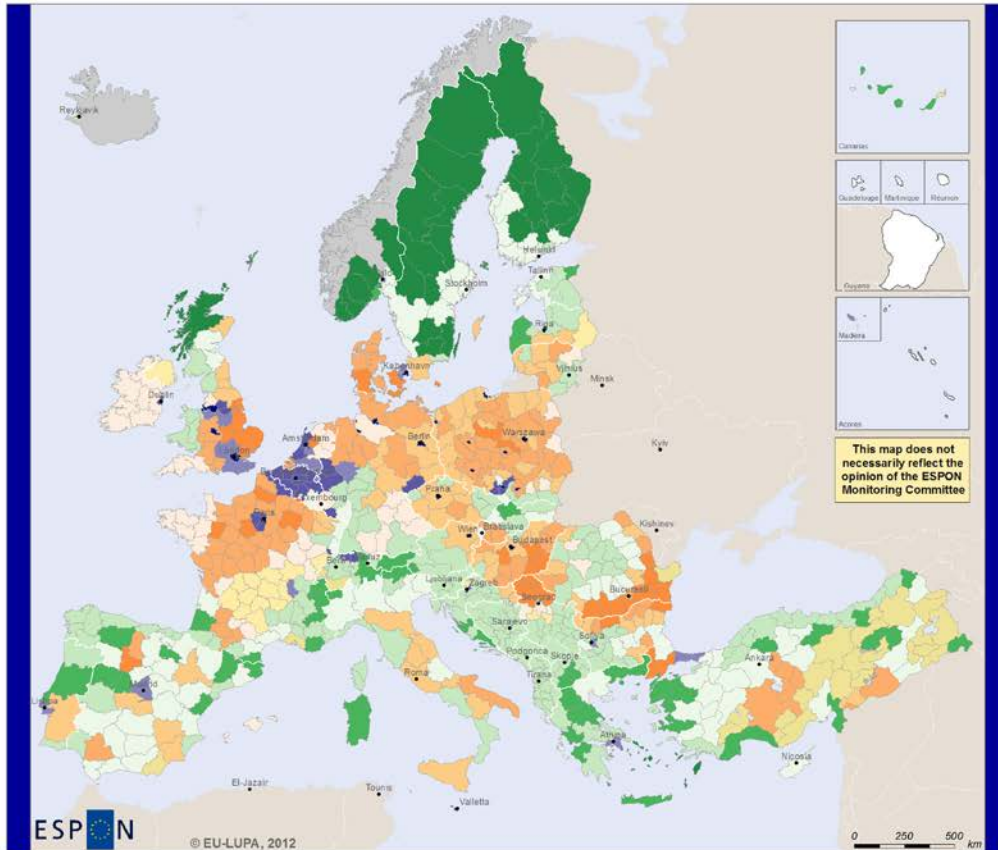 Reykjavik
Canarias
Guadeloupe
Martinique
Réunion
Guyane
Helsinki
Tallinn
Stockholm
Riga
Madeira
Acores
København
Vilnius
Minsk
Dublin
This map does not
necessarily reflect the
opinion of the ESPON
Monitoring Committee
Amsterdam
Berlin
Warszawa
Kyiv
Praha
Paris
Kishinev
Wien
Bratislava
Budapest
Bern
Ljubljana
Zagreb
Beograd
Bucuresti
Sarajevo
Sofia
Podgorica
Skopje
Ankara
Roma
Tirana
Madrid
Lisboa
Athina
Nicosia
El-Jazair
Tounis
Valletta
ESPON
© EU-LUPA, 2012
0 250 500
km